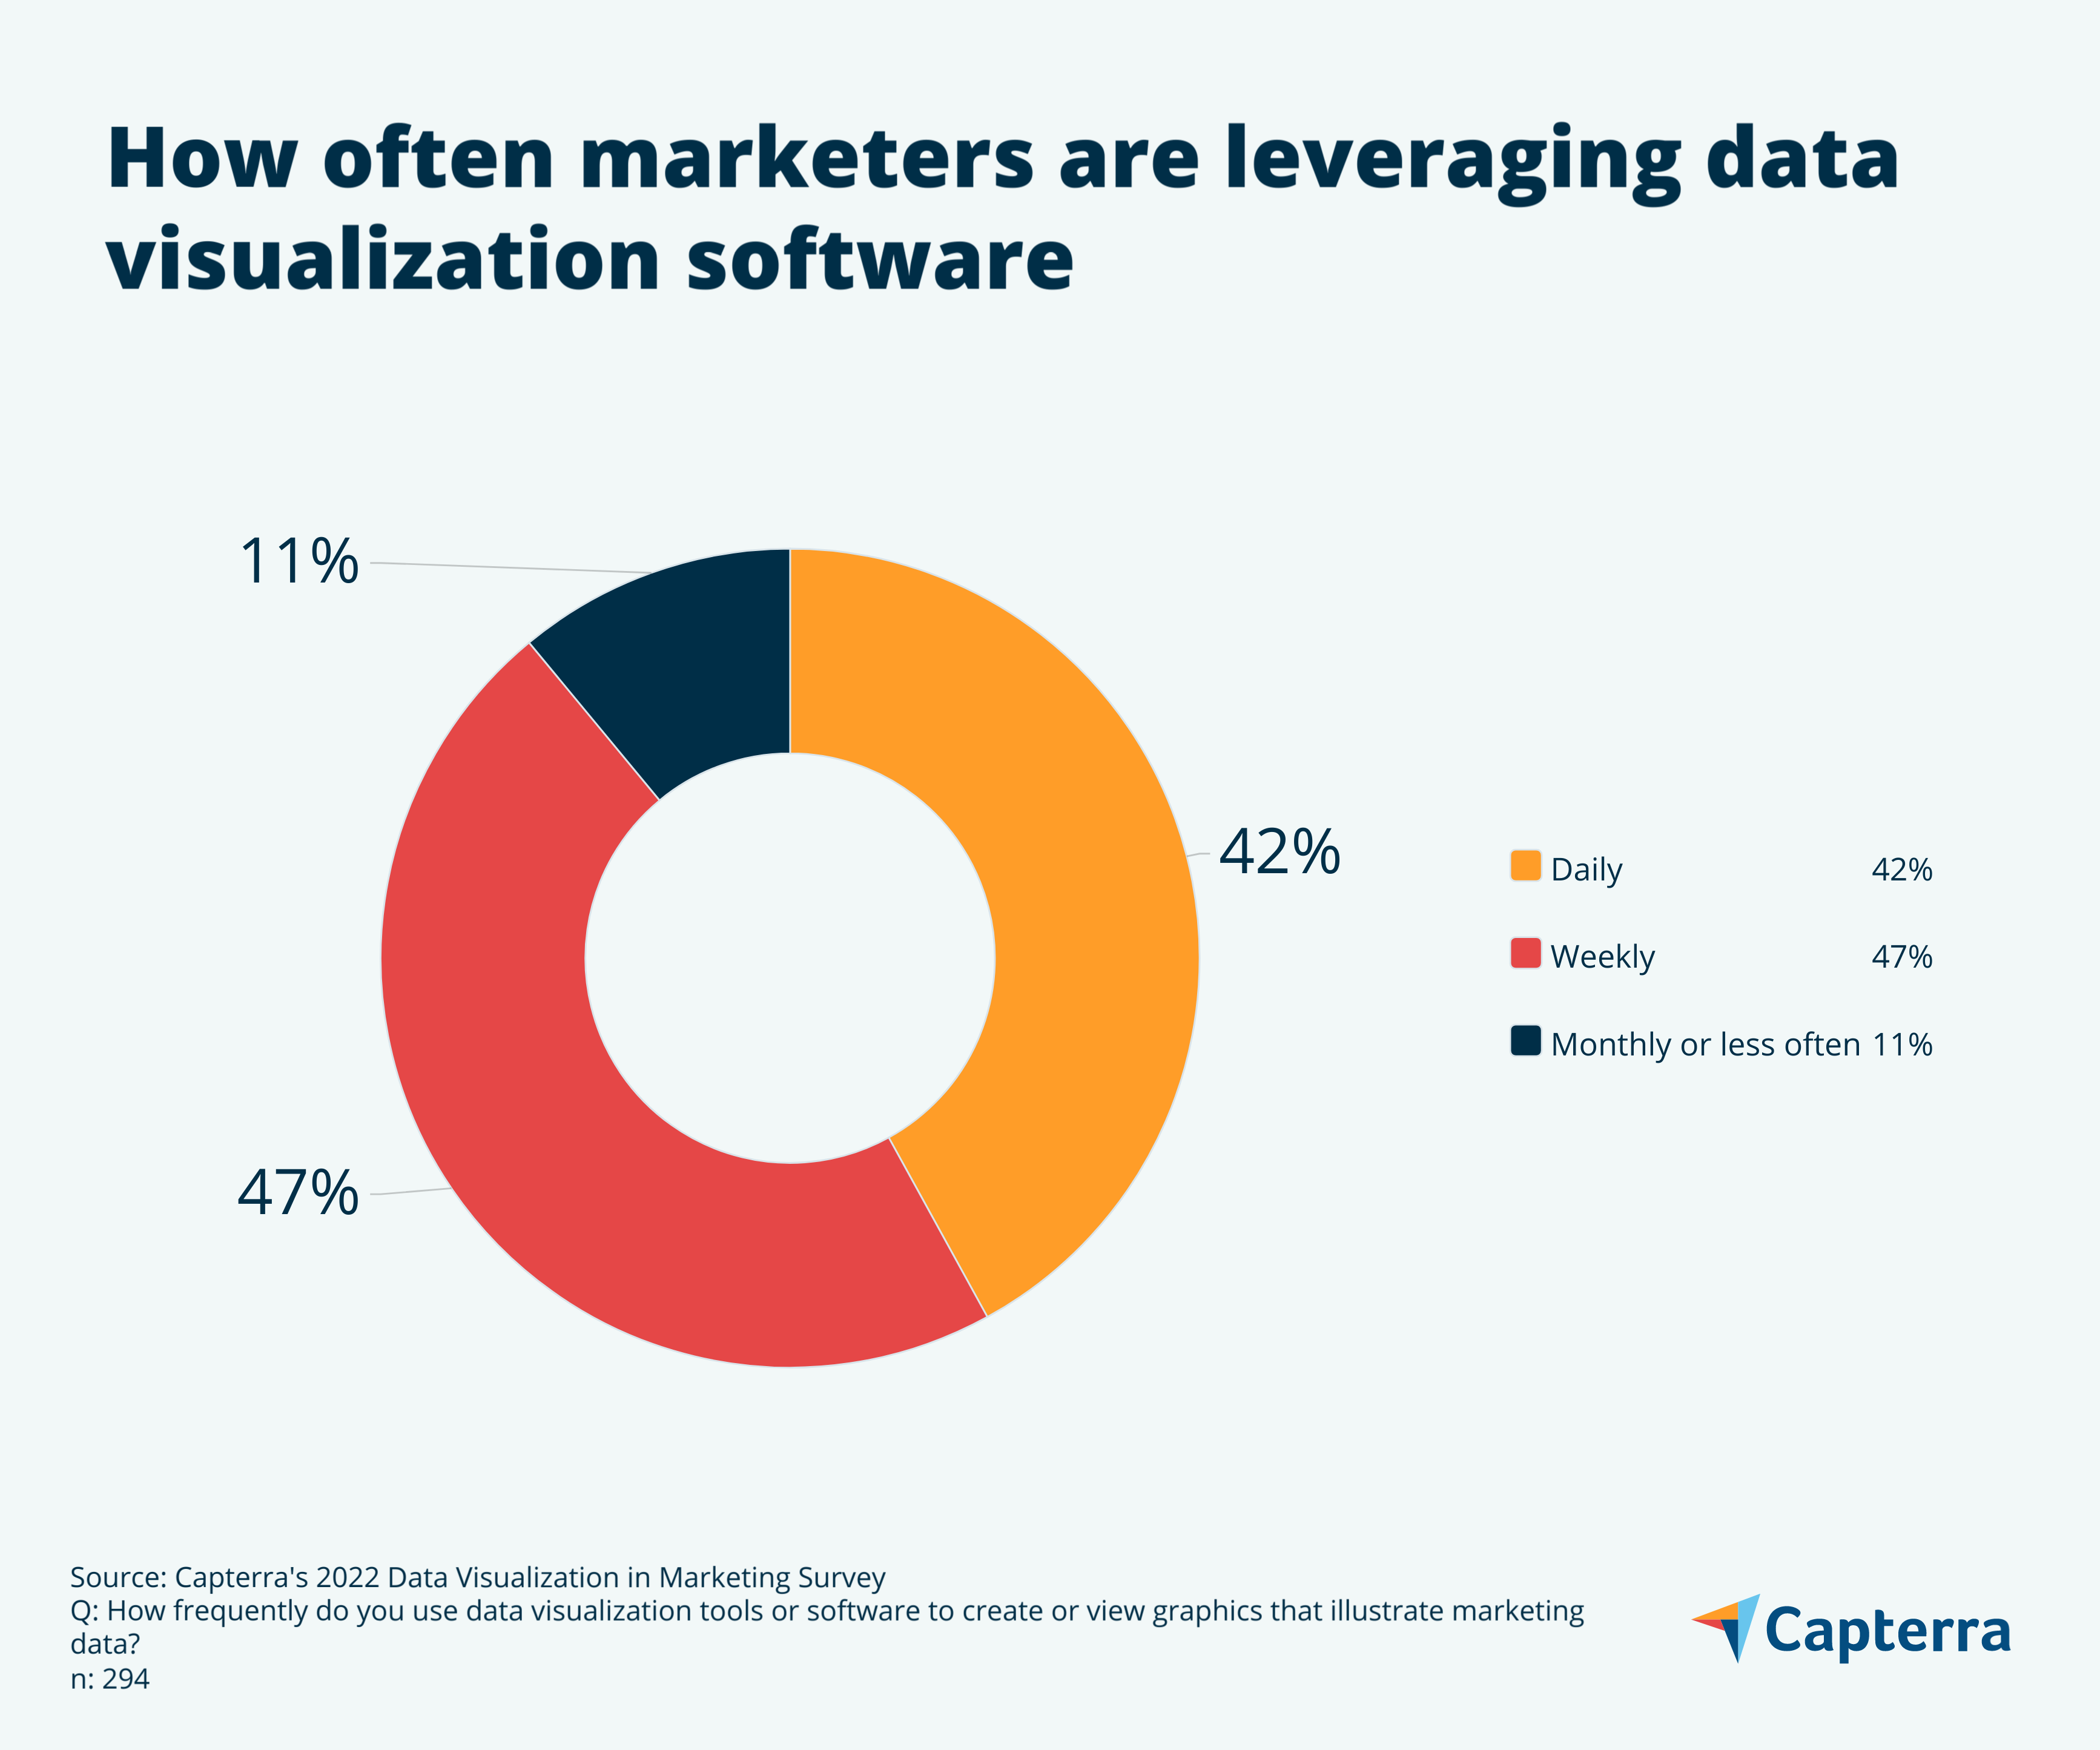 How often marketers are leveraging data
visualization software
11%
42%
47%
Daily 42%
Weekly 47%
Monthly or less often 11%
Source: Capterra's 2022 Data Visualization in Marketing Survey
Q: How frequently do you use data visualization tools or software to create or view graphics that illustrate marketing
data?
n: 294
Capterra